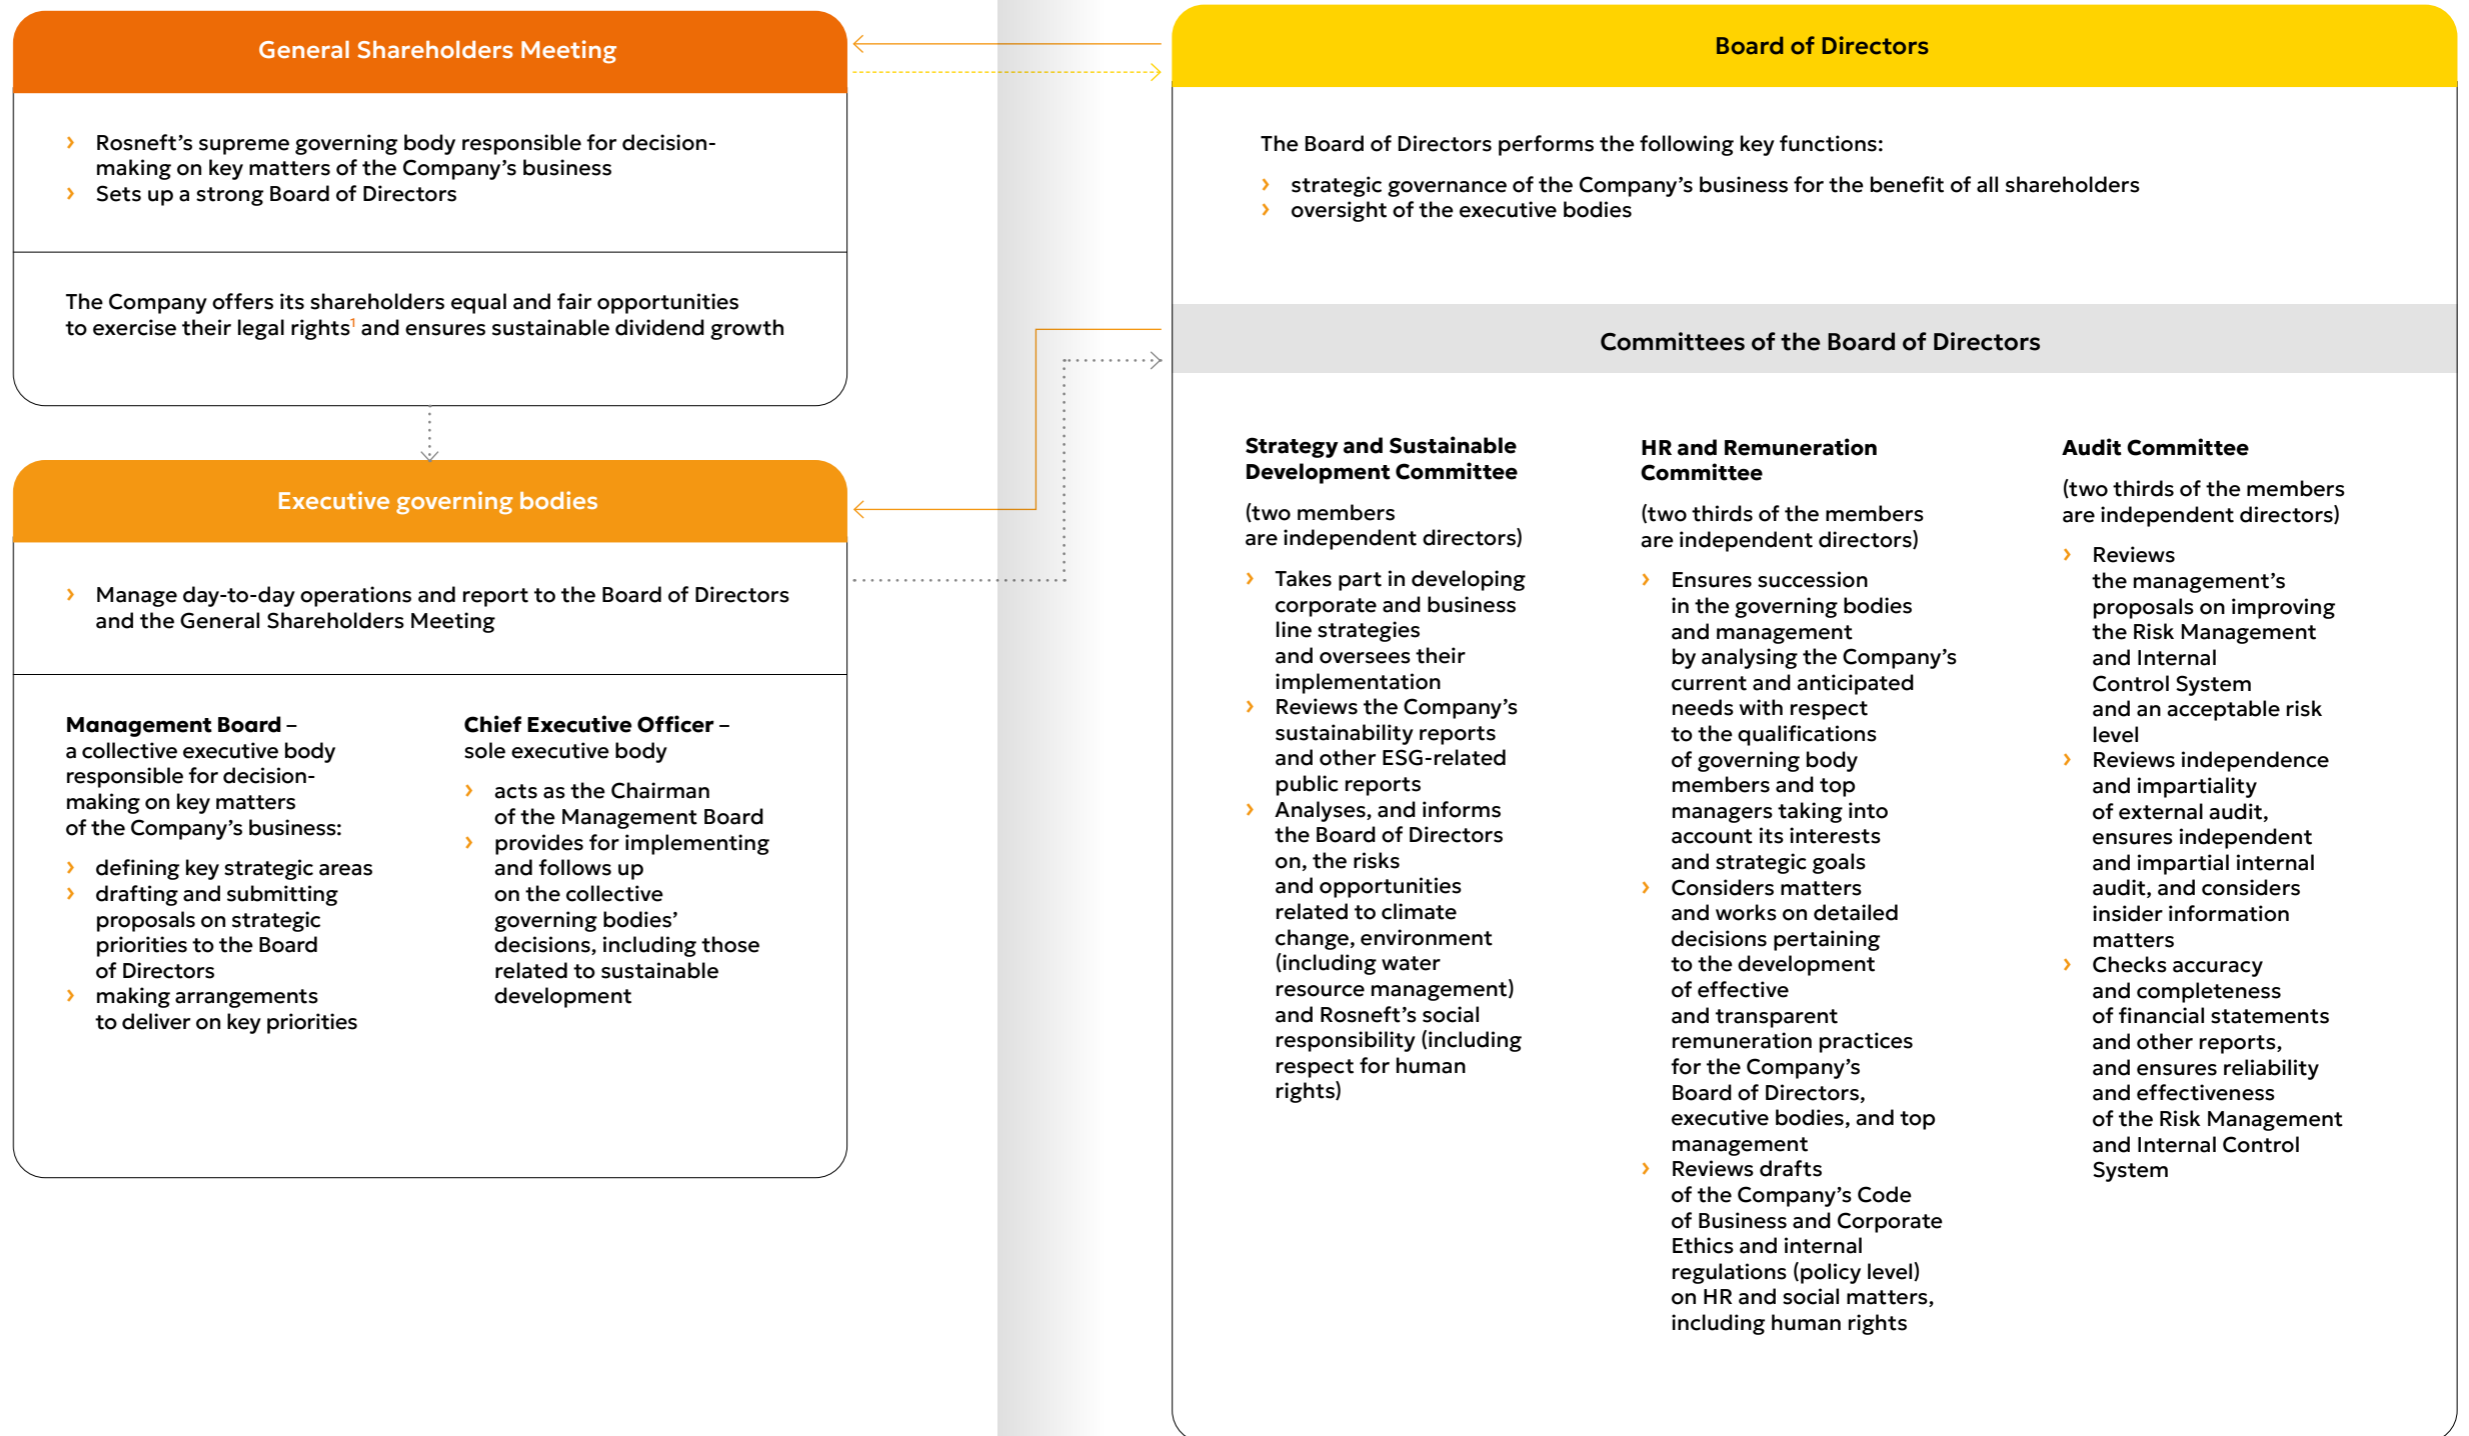 General Shareholders Meeting
› Rosneft’s supreme governing body responsible for decision-
making on key matters of the Company’s business
› Sets up a strong Board of Directors
The Company offers its shareholders equal and fair opportunities
to exercise their legal rights¹ and ensures sustainable dividend growth
Executive governing bodies
› Manage day-to-day operations and report to the Board of Directors
and the General Shareholders Meeting
Management Board –
a collective executive body
responsible for decision-
making on key matters
of the Company’s business:
› defining key strategic areas
› drafting and submitting
proposals on strategic
priorities to the Board
of Directors
› making arrangements
to deliver on key priorities
Chief Executive Officer –
sole executive body
› acts as the Chairman
of the Management Board
› provides for implementing
and follows up
on the collective
governing bodies’
decisions, including those
related to sustainable
development
Board of Directors
The Board of Directors performs the following key functions:
› strategic governance of the Company’s business for the benefit of all shareholders
› oversight of the executive bodies
Committees of the Board of Directors
Strategy and Sustainable
Development Committee
(two members
are independent directors)
› Takes part in developing
corporate and business
line strategies
and oversees their
implementation
› Reviews the Company’s
sustainability reports
and other ESG-related
public reports
› Analyses, and informs
the Board of Directors
on, the risks
and opportunities
related to climate
change, environment
(including water
resource management)
and Rosneft’s social
responsibility (including
respect for human
rights)
HR and Remuneration
Committee
(two thirds of the members
are independent directors)
› Ensures succession
in the governing bodies
and management
by analysing the Company’s
current and anticipated
needs with respect
to the qualifications
of governing body
members and top
managers taking into
account its interests
and strategic goals
› Considers matters
and works on detailed
decisions pertaining
to the development
of effective
and transparent
remuneration practices
for the Company’s
Board of Directors,
executive bodies, and top
management
› Reviews drafts
of the Company’s Code
of Business and Corporate
Ethics and internal
regulations (policy level)
on HR and social matters,
including human rights
Audit Committee
(two thirds of the members
are independent directors)
› Reviews
the management’s
proposals on improving
the Risk Management
and Internal
Control System
and an acceptable risk
level
› Reviews independence
and impartiality
of external audit,
ensures independent
and impartial internal
audit, and considers
insider information
matters
› Checks accuracy
and completeness
of financial statements
and other reports,
and ensures reliability
and effectiveness
of the Risk Management
and Internal Control
System